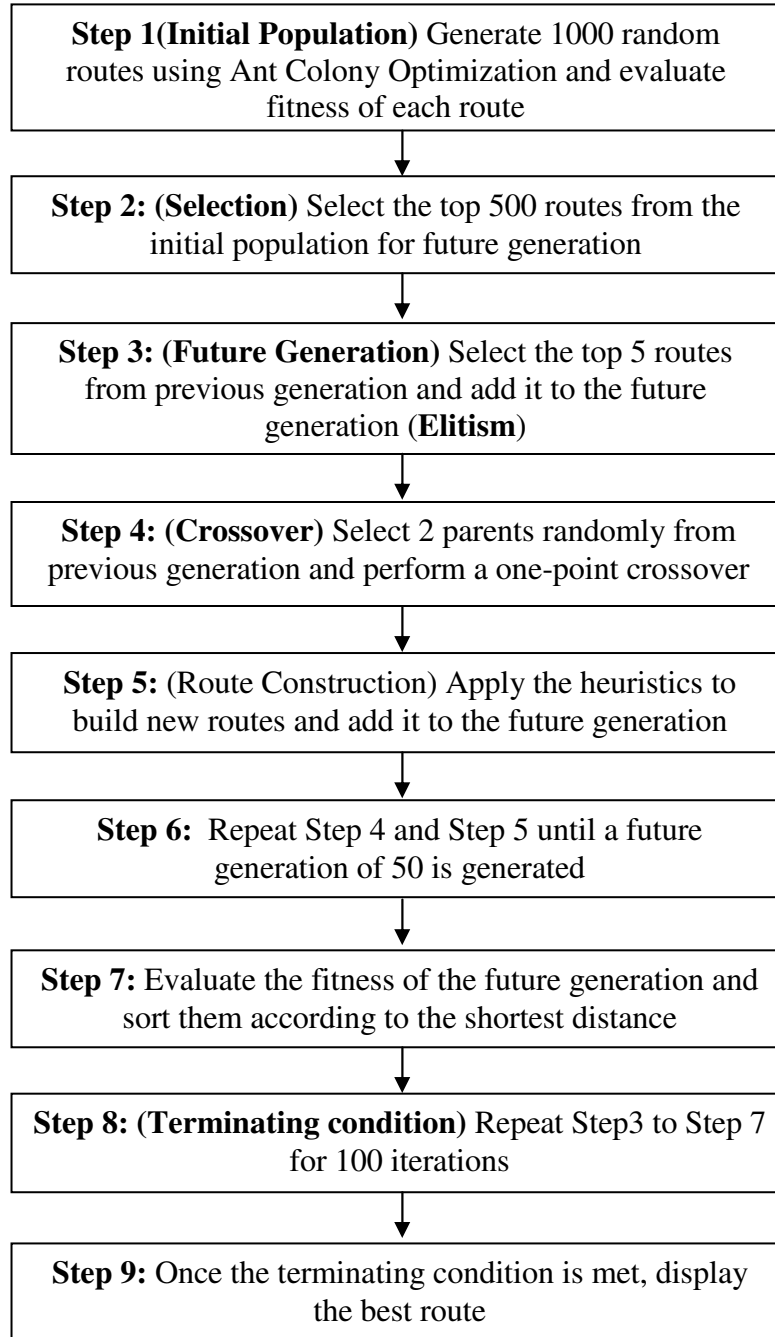 Step 1(Initial Population) Generate 1000 random
routes using Ant Colony Optimization and evaluate
fitness of each route
Step 2: (Selection) Select the top 500 routes from the
initial population for future generation
Step 3: (Future Generation) Select the top 5 routes
from previous generation and add it to the future
generation (Elitism)
Step 4: (Crossover) Select 2 parents randomly from
previous generation and perform a one-point crossover
Step 5: (Route Construction) Apply the heuristics to
build new routes and add it to the future generation
Step 6: Repeat Step 4 and Step 5 until a future
generation of 50 is generated
Step 7: Evaluate the fitness of the future generation and
sort them according to the shortest distance
Step 8: (Terminating condition) Repeat Step3 to Step 7
for 100 iterations
Step 9: Once the terminating condition is met, display
the best route